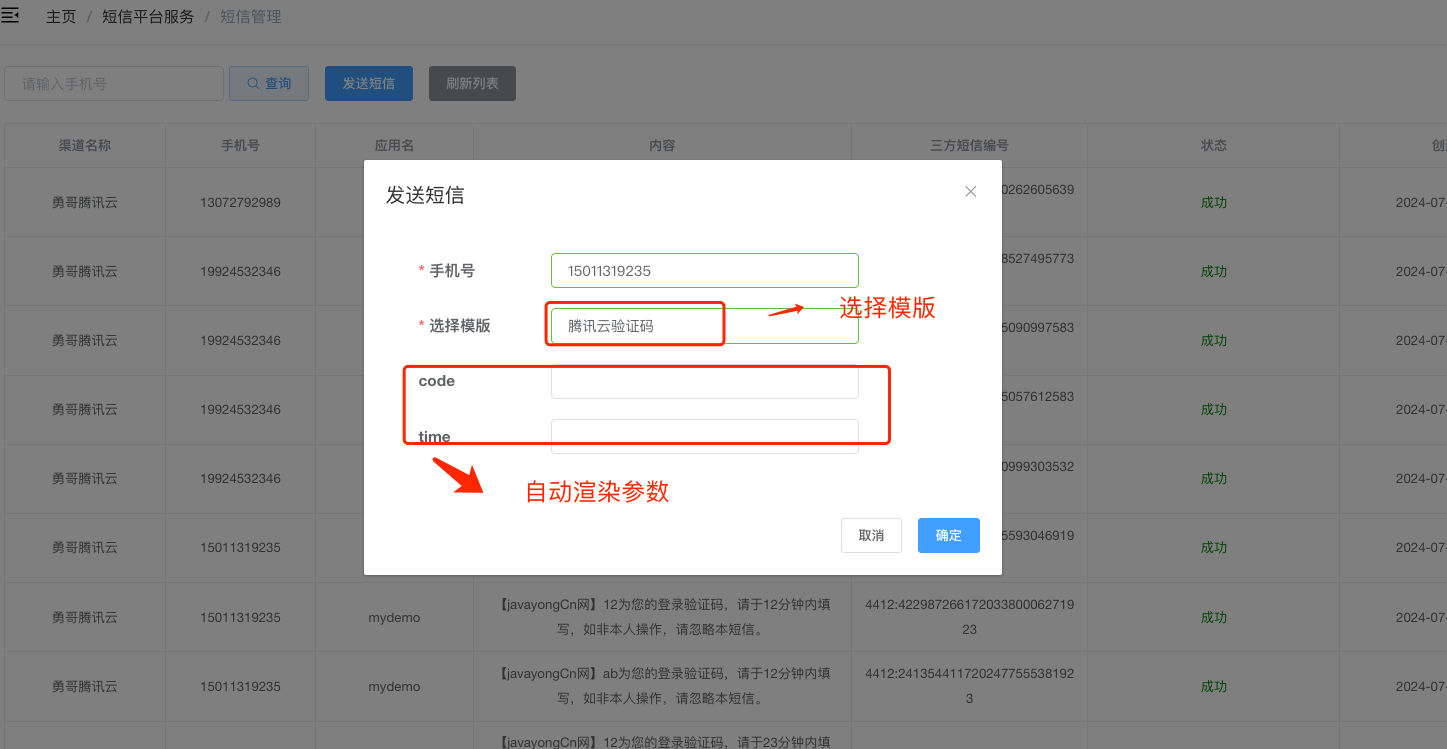 主页 / 短信平台服务 / 短信管理
请输入手机号 查询 发送短信 刷新列表
渠道名称 手机号 应用名 内容 三方短信编号 状态
发送短信
* 手机号 15011319235
* 选择模版 腾讯云验证码
选择模版
code
time
自动渲染参数
取消 确定
勇哥腾讯云 13072792989 0262605639 成功 2024-07-
勇哥腾讯云 19924532346 8527495773 成功 2024-07-
勇哥腾讯云 19924532346 5090997583 成功 2024-07-
勇哥腾讯云 19924532346 5057612583 成功 2024-07-
勇哥腾讯云 19924532346 0999303532 成功 2024-07-
勇哥腾讯云 15011319235 5593046919 成功 2024-07-
勇哥腾讯云 15011319235 mydemo 【javayongCn网】12为您的登录验证码，请于12分钟内填 4412:422987266172033800062719 成功 2024-07-
写，如非本人操作，请忽略本短信。 23
勇哥腾讯云 15011319235 mydemo 【javayongCn网】ab为您的登录验证码，请于12分钟内填 4412:241354411720247755538192 成功 2024-07-
写，如非本人操作，请忽略本短信。 3
【javayongCn网】12为您的登录验证码，请于23分钟内填